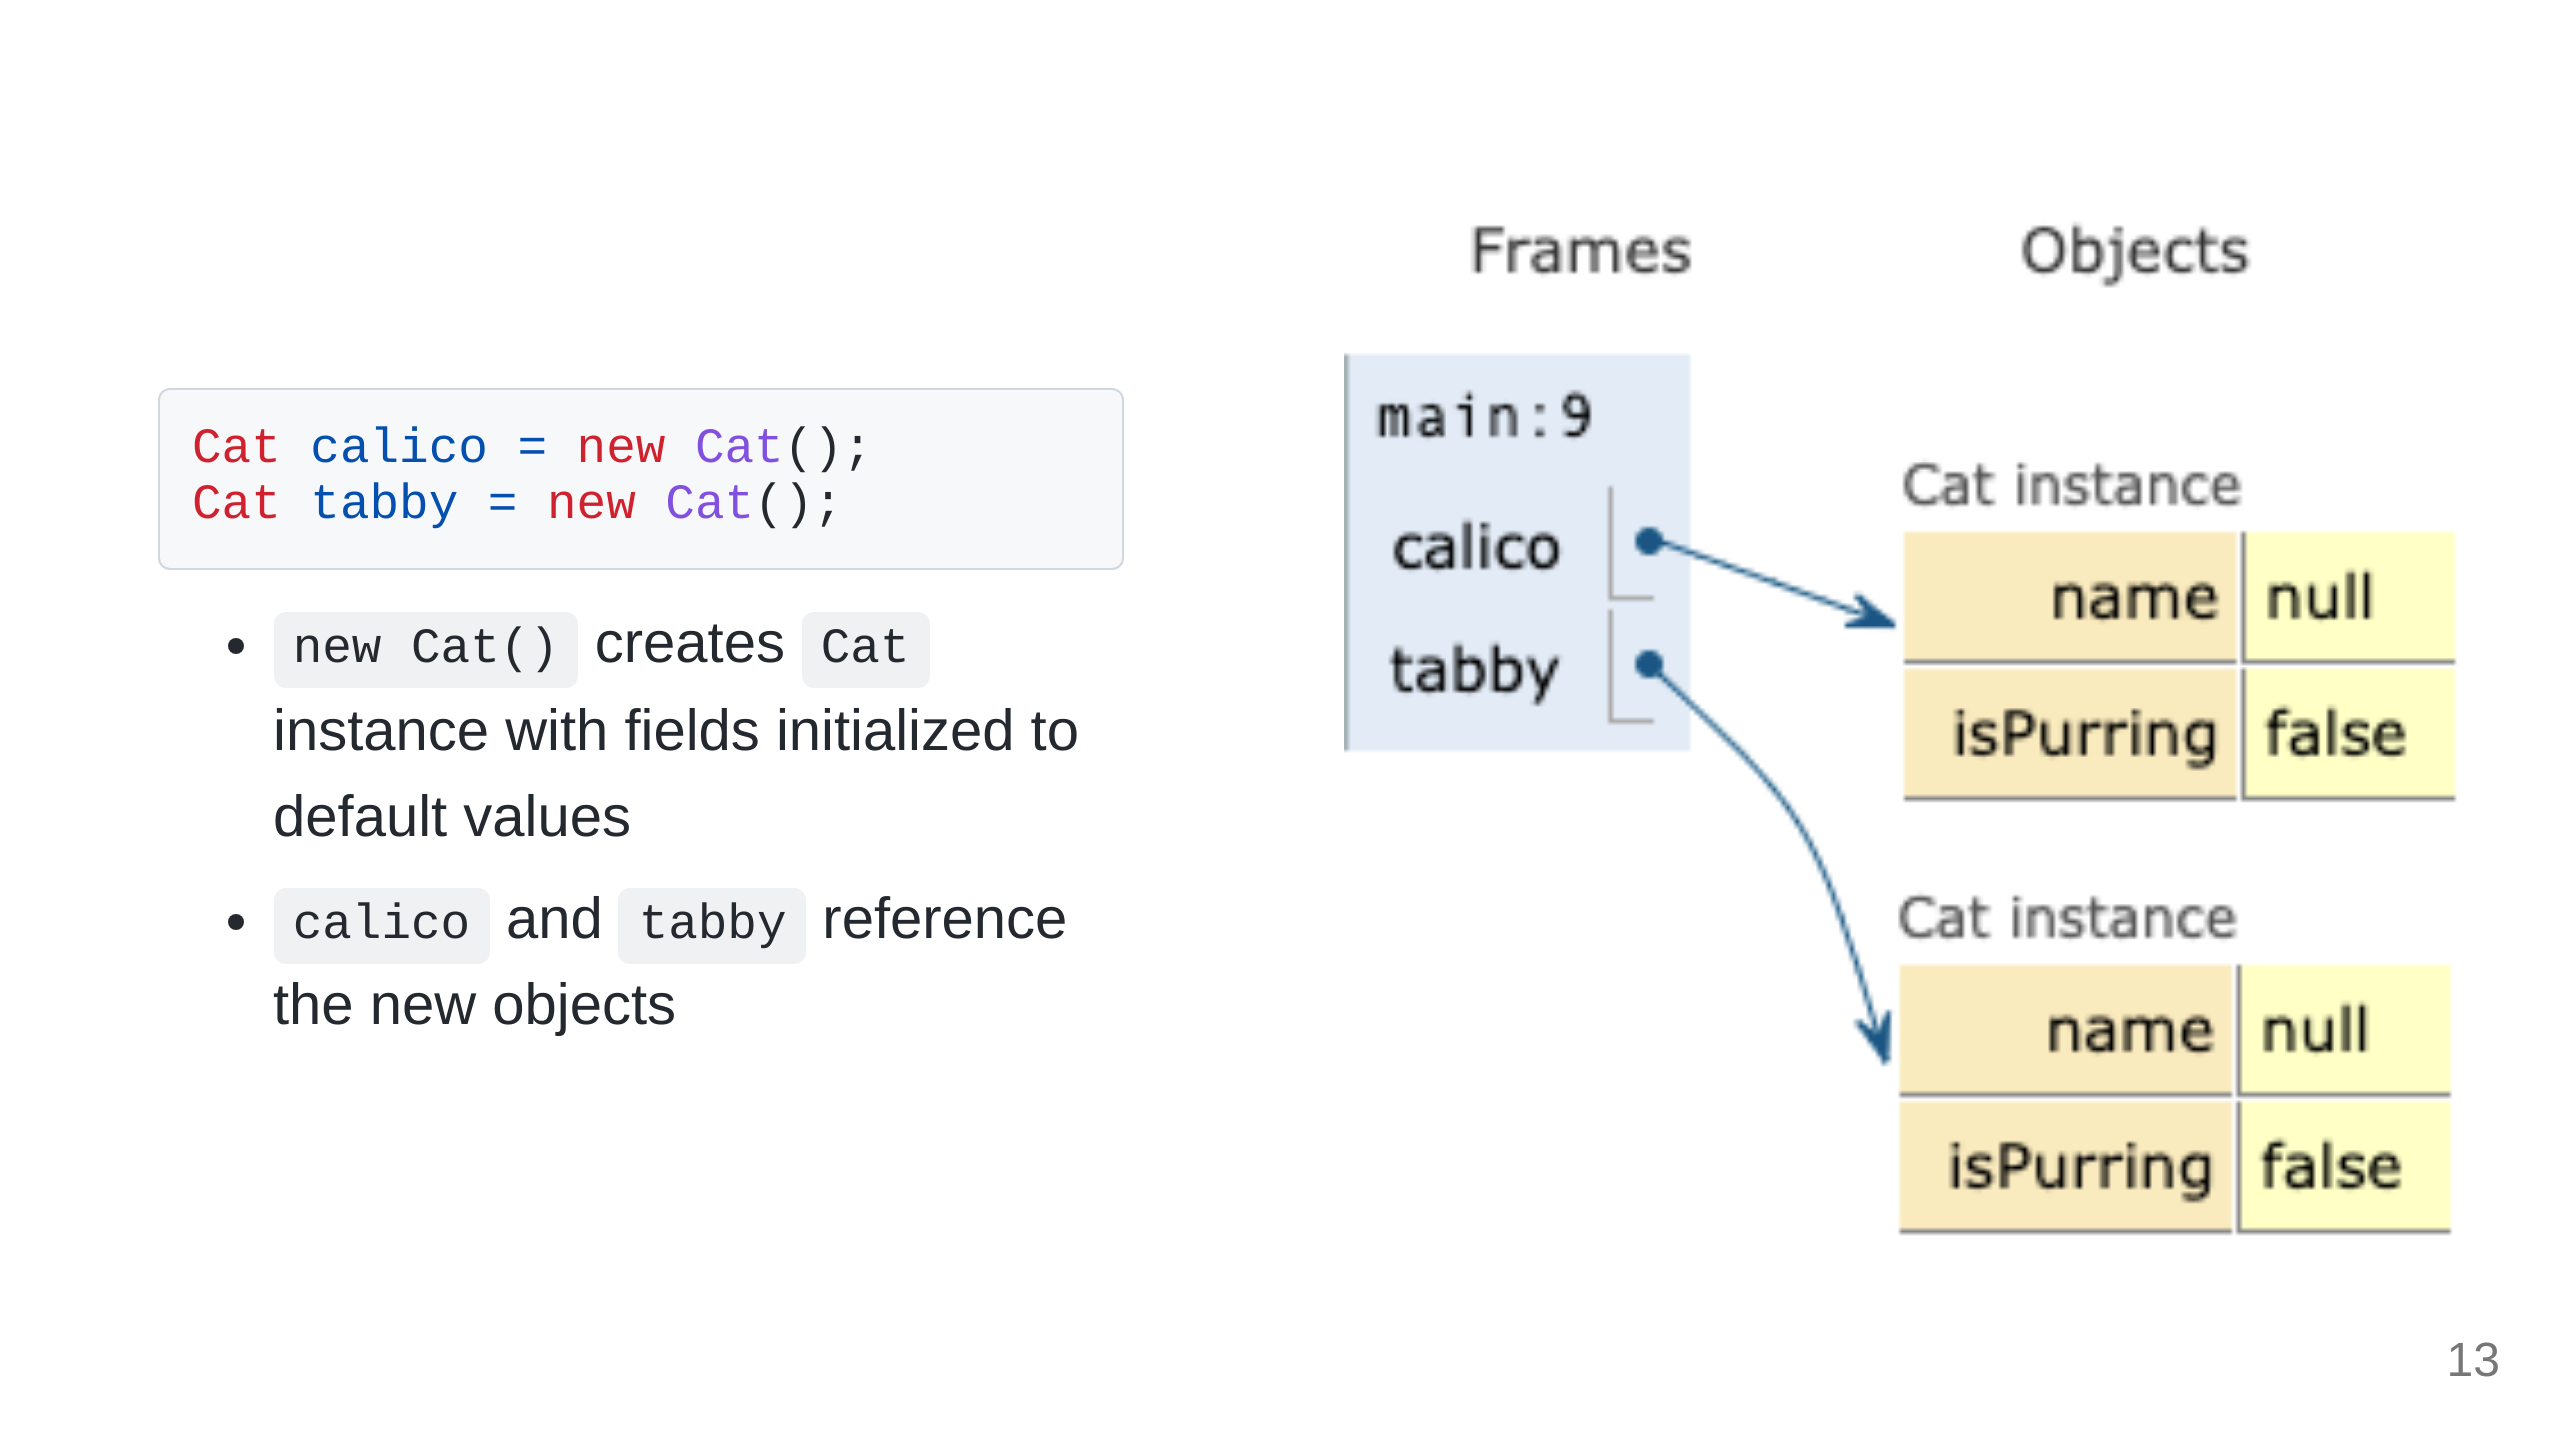 Cat calico = new Cat();
Cat tabby = new Cat();
• new Cat() creates Cat
instance with fields initialized to
default values
• calico and tabby reference
the new objects
Frames
Objects
main:9
calico
tabby
Cat instance
name null
isPurring false
Cat instance
name null
isPurring false
13